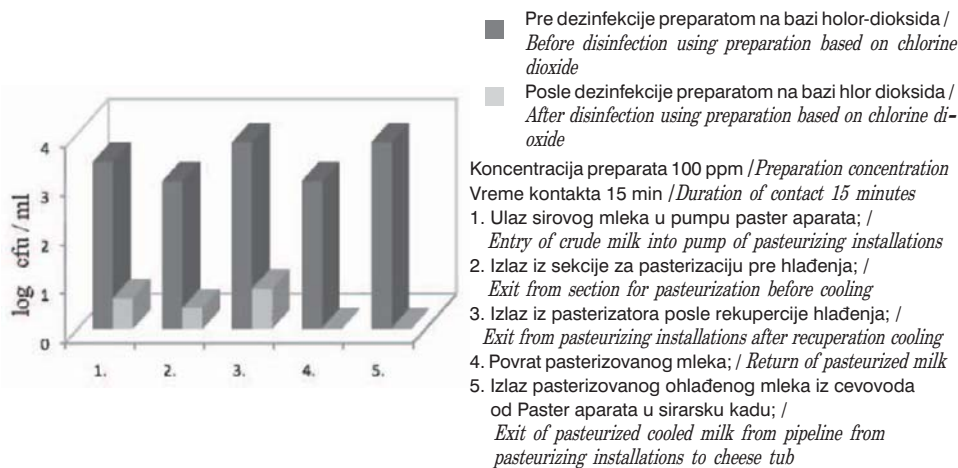 Pre dezinfekcije preparatom na bazi holor-dioksida /
Before disinfection using preparation based on chlorine
dioxide
Posle dezinfekcije preparatom na bazi hlor dioksida /
After disinfection using preparation based on chlorine di-
oxide
Koncentracija preparata 100 ppm /Preparation concentration
Vreme kontakta 15 min /Duration of contact 15 minutes
1. Ulaz sirovog mleka u pumpu paster aparata; /
Entry of crude milk into pump of pasteurizing installations
2. Izlaz iz sekcije za pasterizaciju pre hlađenja; /
Exit from section for pasteurization before cooling
3. Izlaz iz pasterizatora posle rekupercije hlađenja; /
Exit from pasteurizing installations after recuperation cooling
4. Povrat pasterizovanog mleka; / Return of pasteurized milk
5. Izlaz pasterizovanog ohlađenog mleka iz cevovoda
od Paster aparata u sirarsku kadu; /
Exit of pasteurized cooled milk from pipeline from
pasteurizing installations to cheese tub
log cfu / ml
4
3
2
1
0
1. 2. 3. 4. 5.